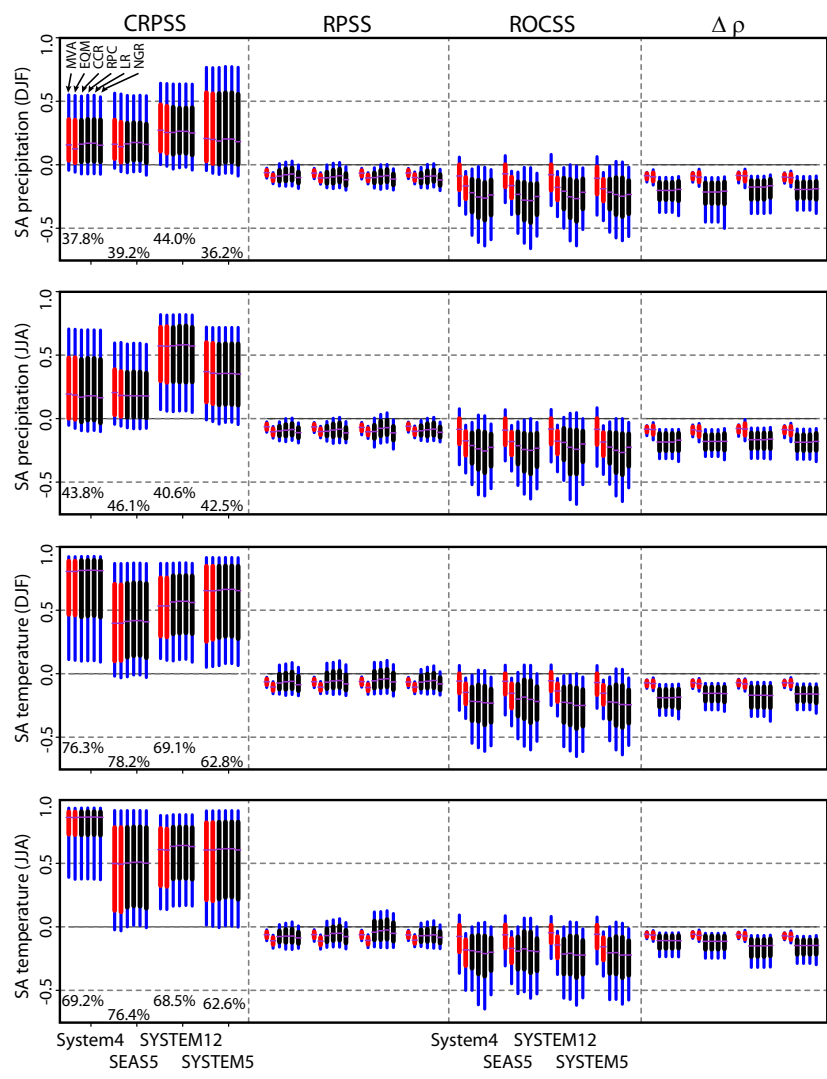 CRPSS RPSS ROCSS Δ ρ
MVA EQM CCR RPC LR NGR
SA precipitation (DJF)
1.0
0.5
0.0
-0.5
37.8% 39.2% 44.0% 36.2%
SA precipitation (JJA)
1.0
0.5
0.0
-0.5
43.8% 46.1% 40.6% 42.5%
SA temperature (DJF)
1.0
0.5
0.0
-0.5
76.3% 78.2% 69.1% 62.8%
SA temperature (JJA)
1.0
0.5
0.0
-0.5
69.2% 76.4% 68.5% 62.6%
System4 SYSTEM12 System4 SYSTEM12
SEAS5 SYSTEM5 SEAS5 SYSTEM5